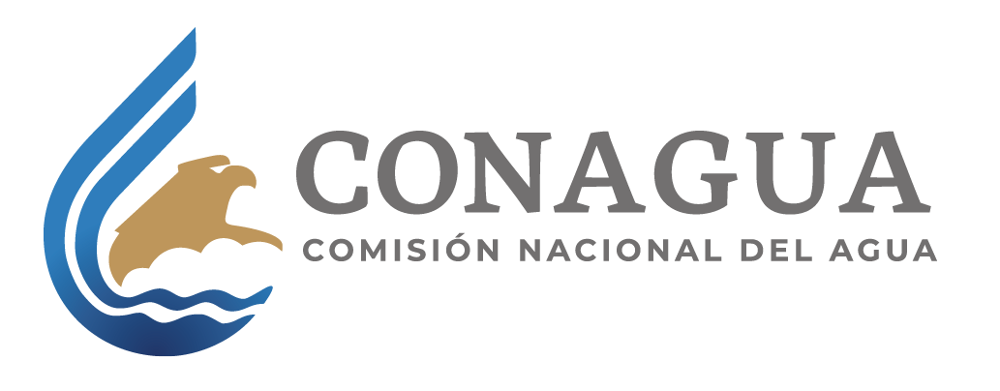 CONAGUA
COMISIÓN NACIONAL DEL AGUA